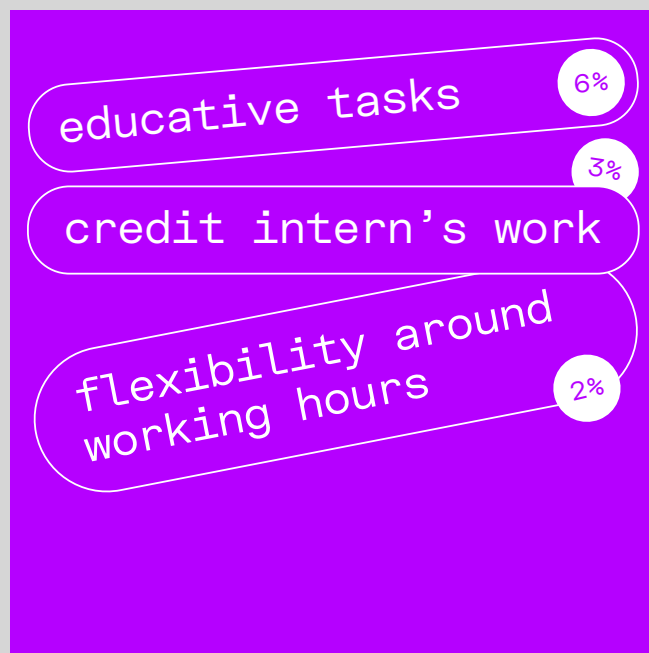 educative tasks
6%
3%
credit intern’s work
flexibility around
working hours
2%